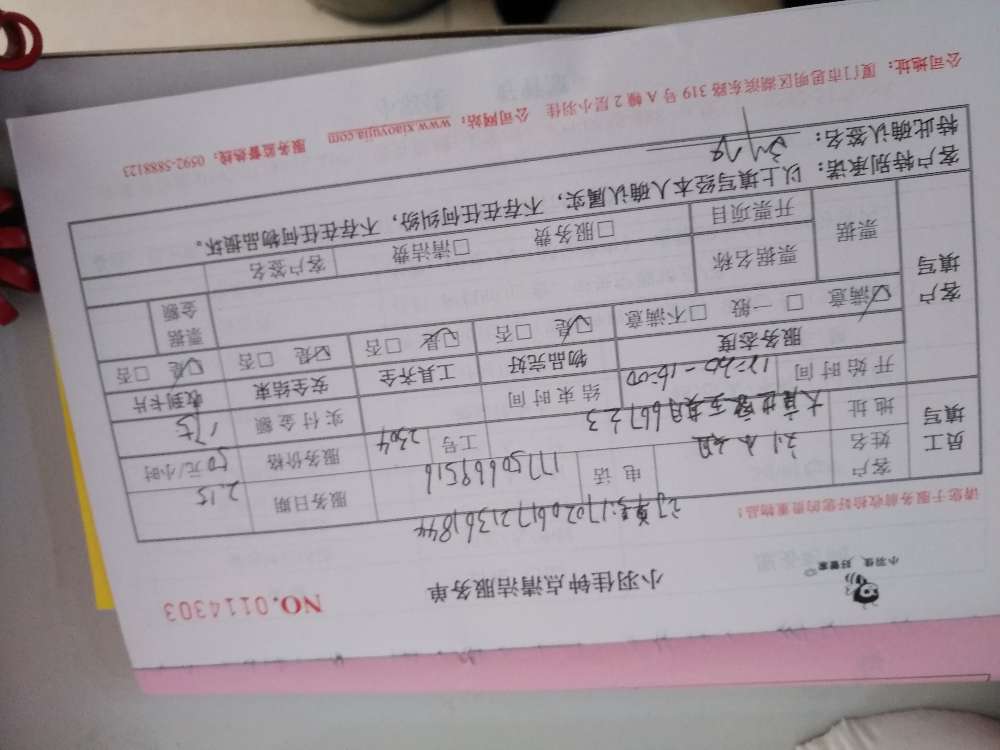 小羽佳，好管家
小羽佳钟点清洁服务单
NO.0114303
请您于服务前收拾好您的贵重物品！
订单号:1702061721361844
员工填写
客户姓名 刘小姐 电话 17750669516 服务日期 2.15
地址 工号 2304 服务价格 50元/小时
开始时间 12:30-16:00 结束时间 实付金额 175
客户填写
服务态度 物品完好 工具齐全 安全结束 收到卡片
☑满意 □一般 □不满意 ☑是 □否 ☑是 □否 ☑是 □否 ☑是 □否
票据 票据名称 票据金额
开票项目 □服务费 □清洁费 客户签名
客户特别承诺：以上填写经本人确认属实，不存在任何纠纷，不存在任何物品损坏。
特此确认签名：
公司地址：厦门市思明区湖滨东路319号A幢2层小羽佳 公司网站：www.xiaoyujia.com 服务监督热线：0592-5888123